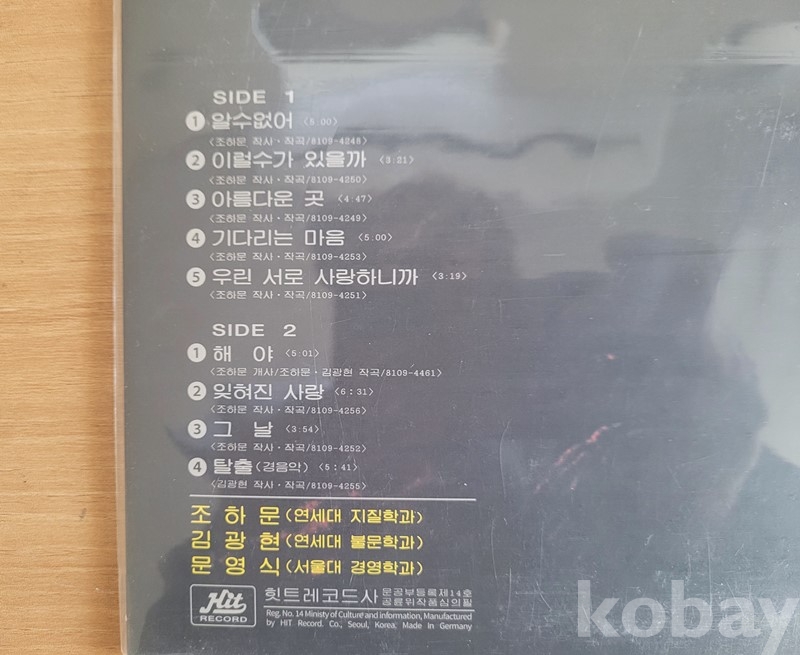 SIDE 1
❶ 알수없어 〈5:00〉
〈조하문 작사·작곡/8109-4248〉
❷ 이럴수가 있을까 〈3:21〉
〈조하문 작사·작곡/8109-4250〉
❸ 아름다운 곳 〈4:47〉
〈조하문 작사·작곡/8109-4249〉
❹ 기다리는 마음 〈5:00〉
〈조하문 작사·작곡/8109-4253〉
❺ 우린 서로 사랑하니까 〈3:19〉
〈조하문 작사·작곡/8109-4251〉
SIDE 2
❶ 해 야 〈5:01〉
〈조하문 개사/조하문·김광현 작곡/8109-4461〉
❷ 잊혀진 사랑 〈6:31〉
〈조하문 작사·작곡/8109-4256〉
❸ 그 날 〈3:54〉
〈조하문 작사·작곡/8109-4252〉
❹ 탈출(경음악) 〈5:41〉
〈김광현 작사·작곡/8109-4255〉
조 하 문 (연세대 지질학과)
김 광 현 (연세대 불문학과)
문 영 식 (서울대 경영학과)
Hit RECORD
힛트레코드사 문공부등록제14호
공륜위작품심의필
Reg. No. 14 Ministy of Culture and information, Manufactured
by HIT Record. Co., Seoul, Korea. Made in Germany
kobay